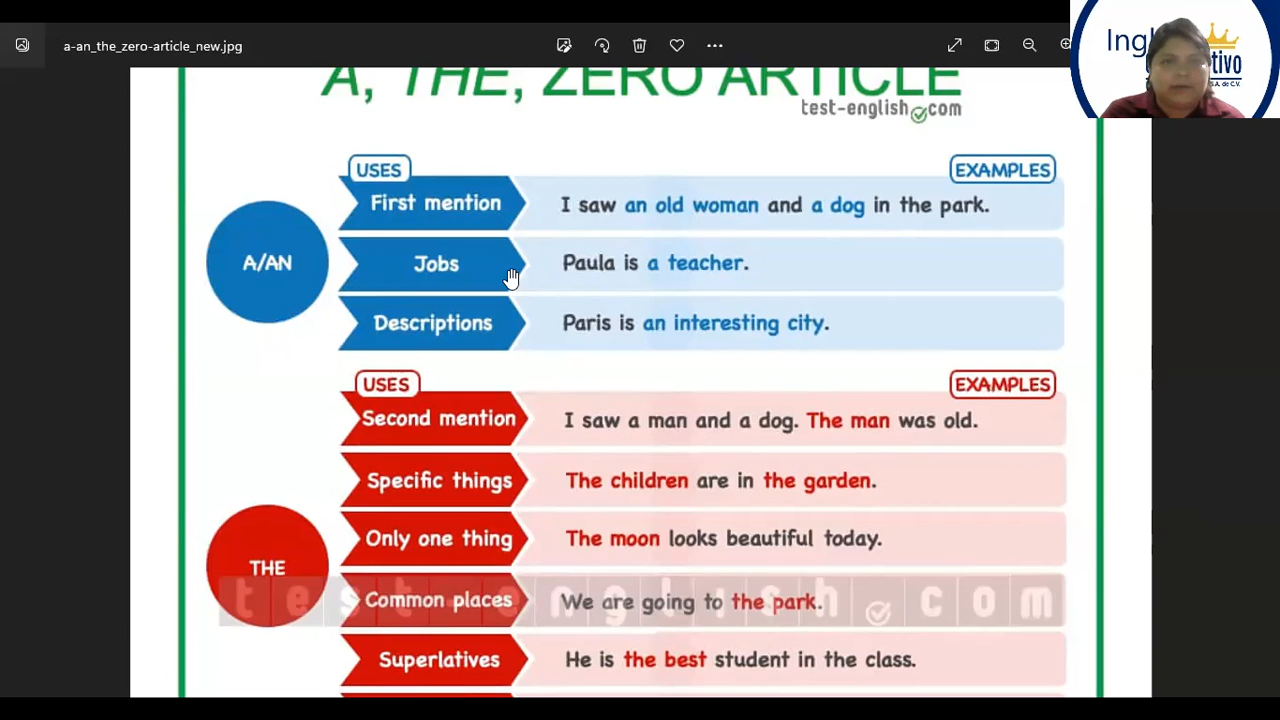 a-an_the_zero-article_new.jpg
A, THE, ZERO ARTICLE
test-english com
USES
EXAMPLES
A/AN
First mention
I saw an old woman and a dog in the park.
Jobs
Paula is a teacher.
Descriptions
Paris is an interesting city.
USES
EXAMPLES
THE
Second mention
I saw a man and a dog. The man was old.
Specific things
The children are in the garden.
Only one thing
The moon looks beautiful today.
Common places
We are going to the park.
test-english com
Superlatives
He is the best student in the class.
S.A. de C.V.